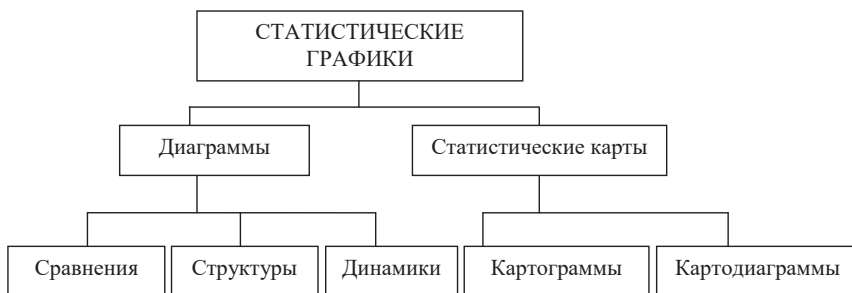 СТАТИСТИЧЕСКИЕ
ГРАФИКИ
Диаграммы
Статистические карты
Сравнения
Структуры
Динамики
Картограммы
Картодиаграммы